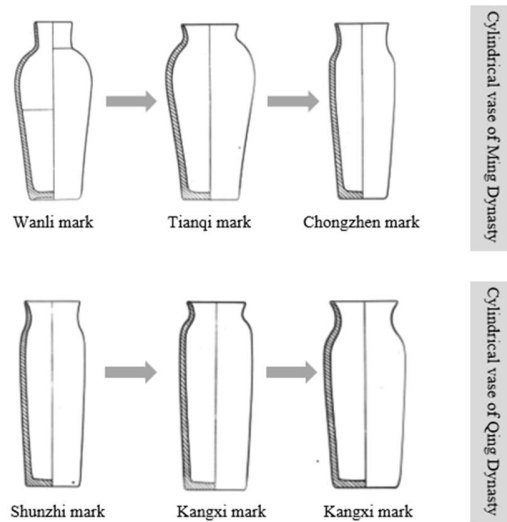 Wanli mark
Tianqi mark
Chongzhen mark
Cylindrical vase of Ming Dynasty
Shunzhi mark
Kangxi mark
Kangxi mark
Cylindrical vase of Qing Dynasty